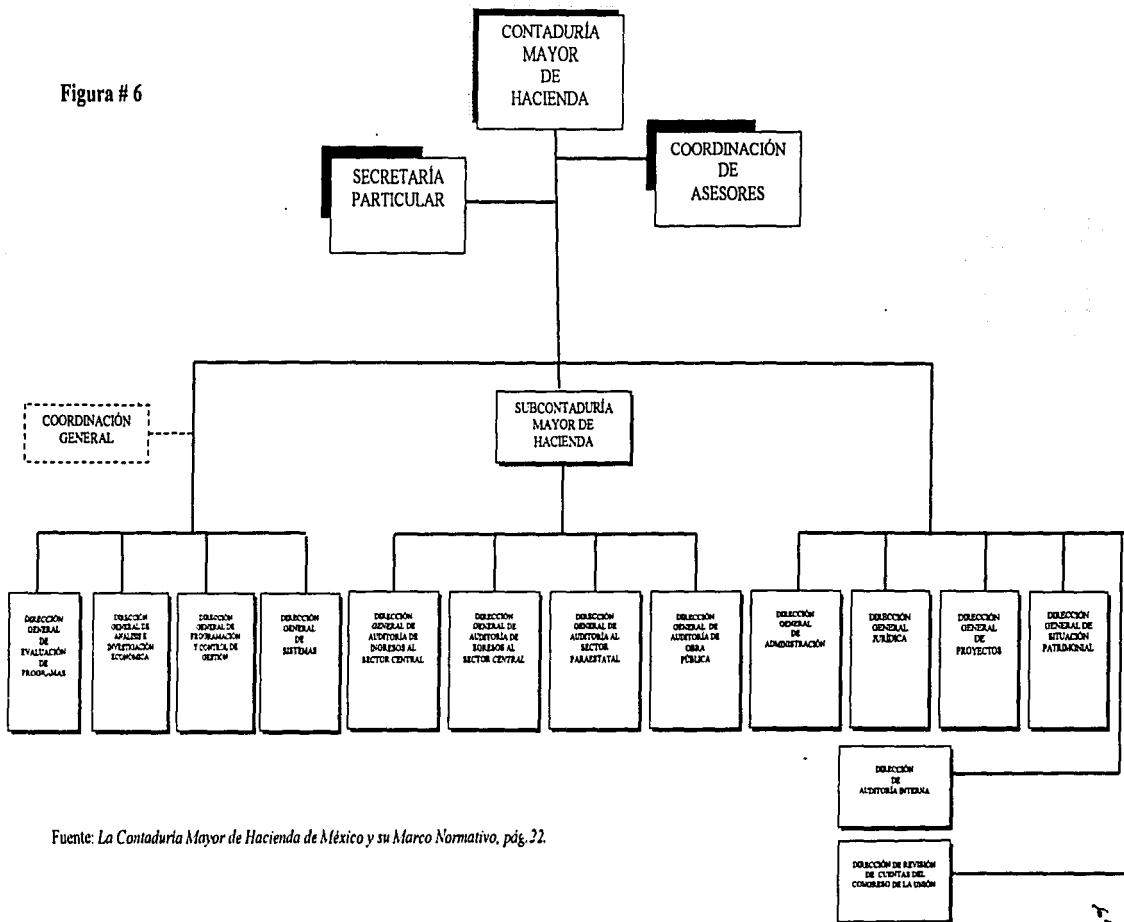 Figura # 6
CONTADURÍA
MAYOR
DE
HACIENDA
SECRETARÍA
PARTICULAR
COORDINACIÓN
DE
ASESORES
COORDINACIÓN
GENERAL
SUBCONTADURÍA
MAYOR DE
HACIENDA
DIRECCIÓN
GENERAL
DE
EVALUACIÓN
DE
PROGRAMAS
DIRECCIÓN
GENERAL DE
ANALISIS E
INVESTIGACIÓN
ECONÓMICA
DIRECCIÓN
GENERAL DE
PROGRAMACIÓN
Y CONTROL DE
GESTIÓN
DIRECCIÓN
GENERAL
DE
SISTEMAS
DIRECCIÓN
GENERAL DE
AUDITORÍA DE
INGRESOS AL
SECTOR CENTRAL
DIRECCIÓN
GENERAL DE
AUDITORÍA DE
EGRESOS AL
SECTOR CENTRAL
DIRECCIÓN
GENERAL DE
AUDITORÍA AL
SECTOR
PARAESTATAL
DIRECCIÓN
GENERAL DE
AUDITORÍA DE
OBRA
PÚBLICA
DIRECCIÓN
GENERAL
DE
ADMINISTRACIÓN
DIRECCIÓN
GENERAL
JURÍDICA
DIRECCIÓN
GENERAL
DE
PROYECTOS
DIRECCIÓN
GENERAL DE
SITUACIÓN
PATRIMONIAL
DIRECCIÓN
DE
AUDITORÍA INTERNA
DIRECCIÓN DE REVISIÓN
DE CUENTAS DEL
CONGRESO DE LA UNIÓN
Fuente: La Contaduría Mayor de Hacienda de México y su Marco Normativo, pág.32.